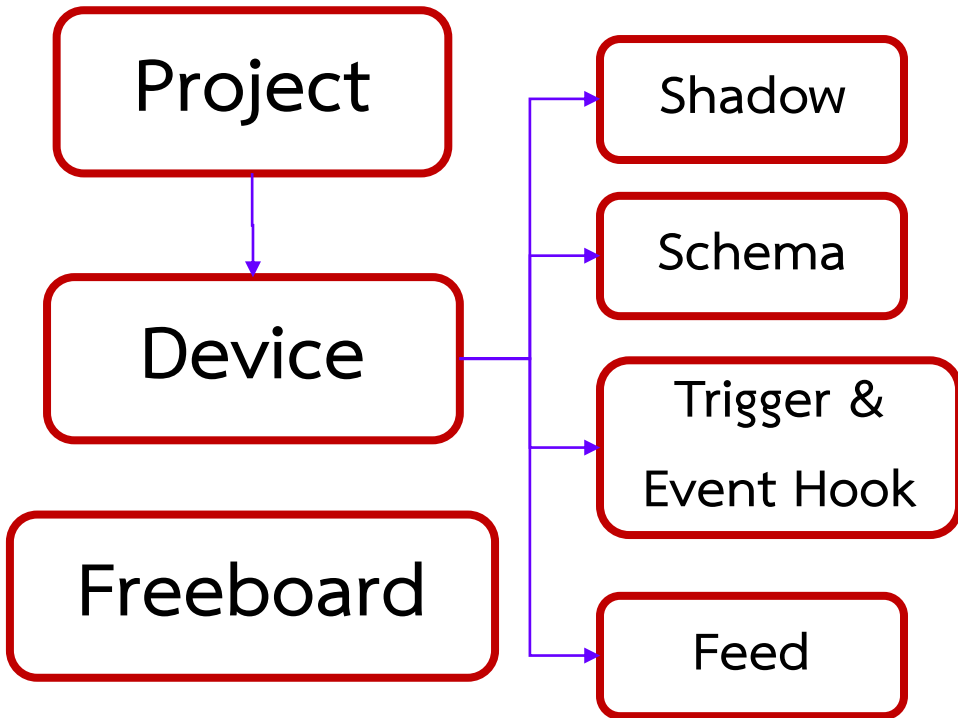 Project
Device
Freeboard
Shadow
Schema
Trigger &
Event Hook
Feed